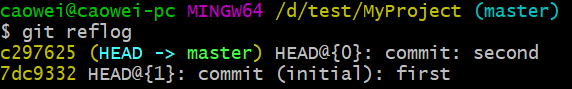 caowei@caowei-pc MINGW64 /d/test/MyProject (master)
$ git reflog
c297625 (HEAD -> master) HEAD@{0}: commit: second
7dc9332 HEAD@{1}: commit (initial): first